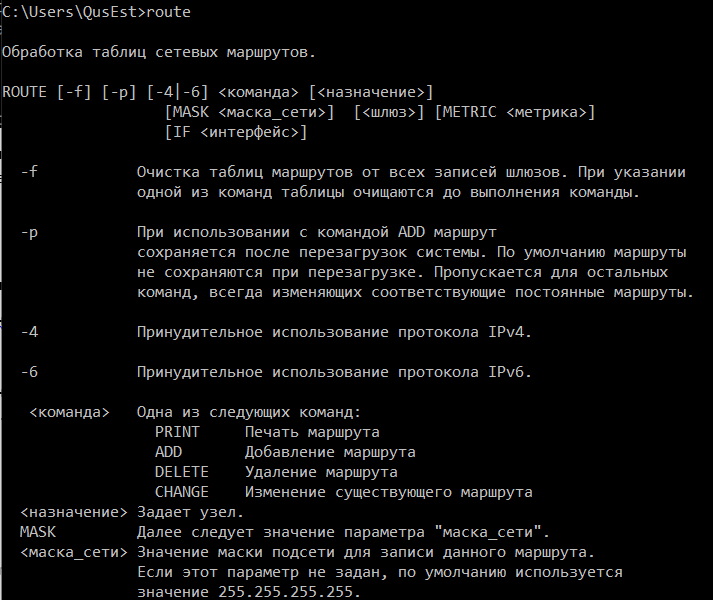 C:\Users\QusEst>route
Обработка таблиц сетевых маршрутов.
ROUTE [-f] [-p] [-4|-6] <команда> [<назначение>]
[MASK <маска_сети>]  [<шлюз>] [METRIC <метрика>]
[IF <интерфейс>]
-f           Очистка таблиц маршрутов от всех записей шлюзов. При указании
одной из команд таблицы очищаются до выполнения команды.
-p           При использовании с командой ADD маршрут
сохраняется после перезагрузок системы. По умолчанию маршруты
не сохраняются при перезагрузке. Пропускается для остальных
команд, всегда изменяющих соответствующие постоянные маршруты.
-4           Принудительное использование протокола IPv4.
-6           Принудительное использование протокола IPv6.
<команда>   Одна из следующих команд:
PRINT     Печать маршрута
ADD       Добавление маршрута
DELETE    Удаление маршрута
CHANGE    Изменение существующего маршрута
<назначение> Задает узел.
MASK         Далее следует значение параметра "маска_сети".
<маска_сети> Значение маски подсети для записи данного маршрута.
Если этот параметр не задан, по умолчанию используется
значение 255.255.255.255.